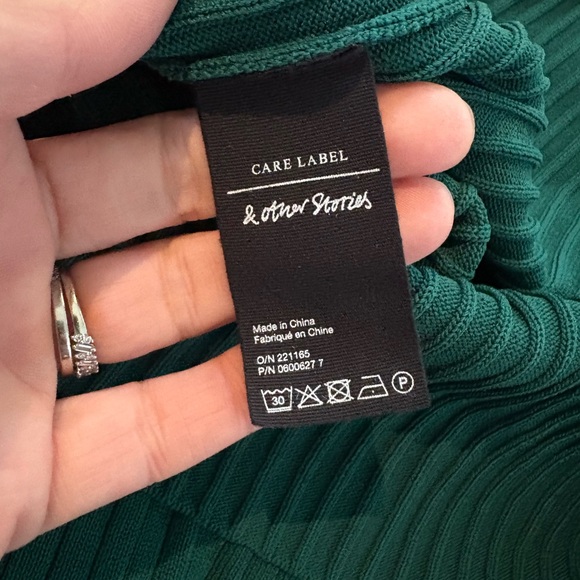 CARE LABEL
& other Stories
Made in China
Fabriqué en Chine
O/N 221165
P/N 0600627 7
30
P